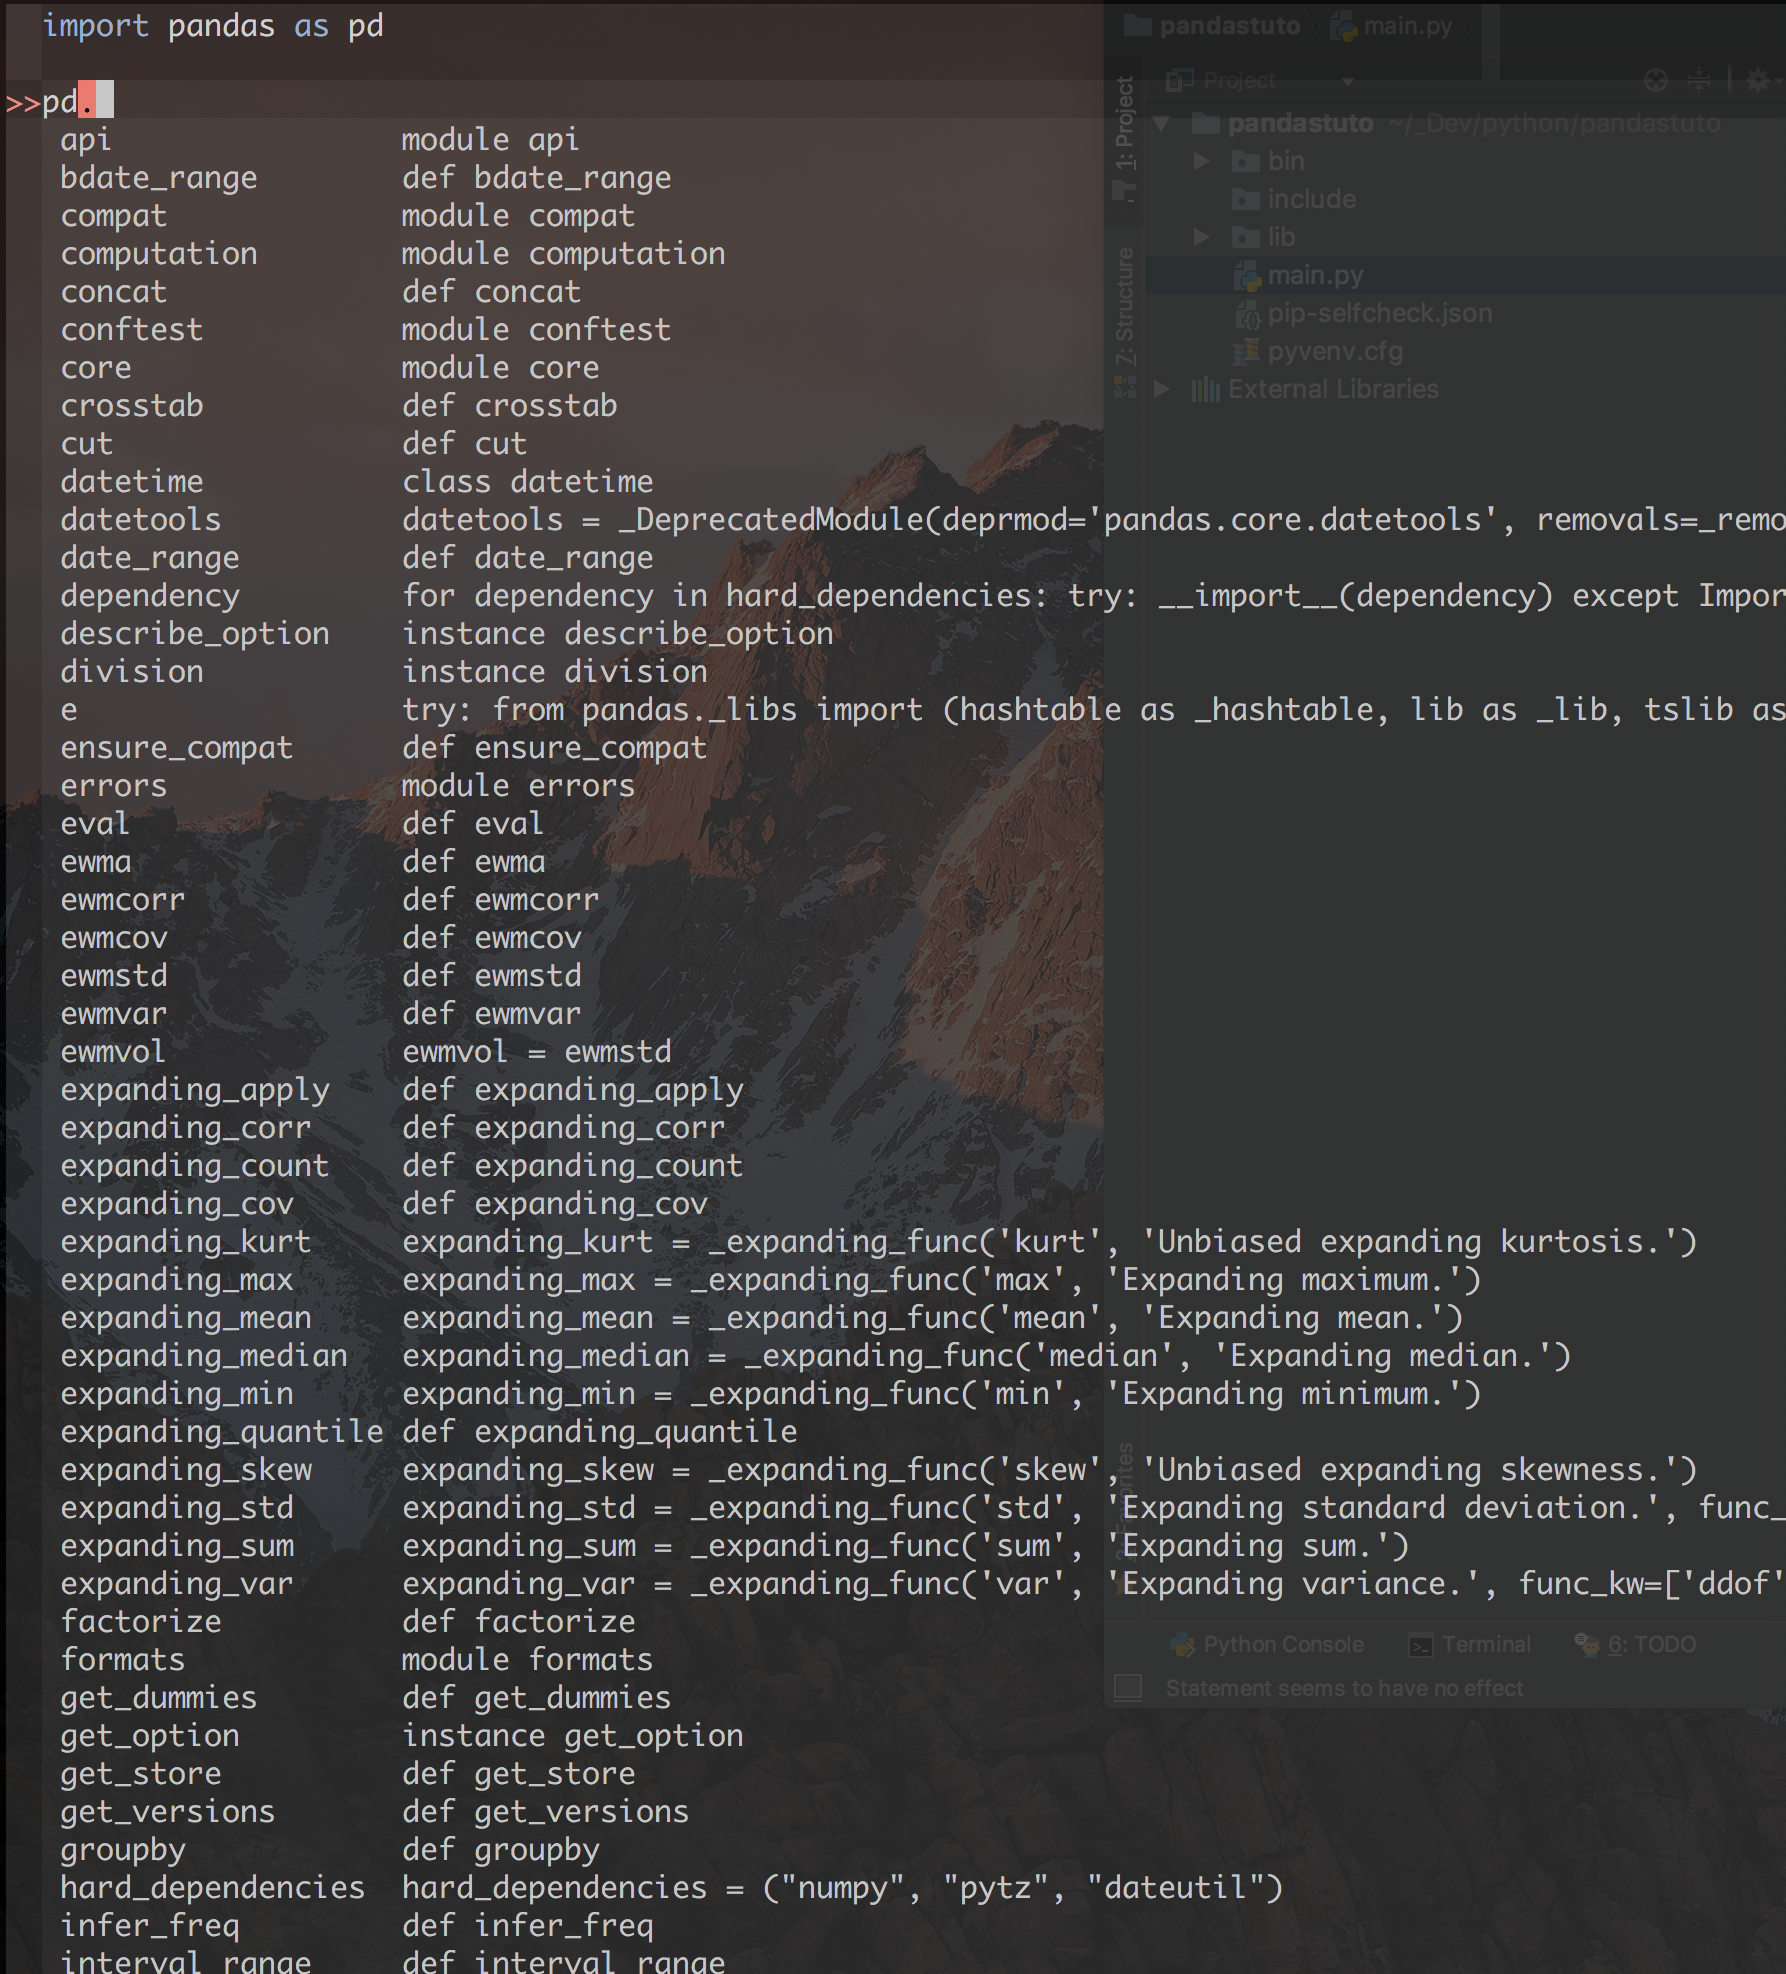 import pandas as pd
>>pd.
api module api
bdate_range def bdate_range
compat module compat
computation module computation
concat def concat
conftest module conftest
core module core
crosstab def crosstab
cut def cut
datetime class datetime
datetools datetools = _DeprecatedModule(deprmod='pandas.core.datetools', removals=_remo
date_range def date_range
dependency for dependency in hard_dependencies: try: __import__(dependency) except Impor
describe_option instance describe_option
division instance division
e try: from pandas._libs import (hashtable as _hashtable, lib as _lib, tslib as
ensure_compat def ensure_compat
errors module errors
eval def eval
ewma def ewma
ewmcorr def ewmcorr
ewmcov def ewmcov
ewmstd def ewmstd
ewmvar def ewmvar
ewmvol ewmvol = ewmstd
expanding_apply def expanding_apply
expanding_corr def expanding_corr
expanding_count def expanding_count
expanding_cov def expanding_cov
expanding_kurt expanding_kurt = _expanding_func('kurt', 'Unbiased expanding kurtosis.')
expanding_max expanding_max = _expanding_func('max', 'Expanding maximum.')
expanding_mean expanding_mean = _expanding_func('mean', 'Expanding mean.')
expanding_median expanding_median = _expanding_func('median', 'Expanding median.')
expanding_min expanding_min = _expanding_func('min', 'Expanding minimum.')
expanding_quantile def expanding_quantile
expanding_skew expanding_skew = _expanding_func('skew', 'Unbiased expanding skewness.')
expanding_std expanding_std = _expanding_func('std', 'Expanding standard deviation.', func_
expanding_sum expanding_sum = _expanding_func('sum', 'Expanding sum.')
expanding_var expanding_var = _expanding_func('var', 'Expanding variance.', func_kw=['ddof'
factorize def factorize
formats module formats
get_dummies def get_dummies
get_option instance get_option
get_store def get_store
get_versions def get_versions
groupby def groupby
hard_dependencies hard_dependencies = ("numpy", "pytz", "dateutil")
infer_freq def infer_freq
interval_range def interval_range
pandastuto main.py
Project
pandastuto ~/_Dev/python/pandastuto
bin
include
lib
main.py
pip-selfcheck.json
pyvenv.cfg
External Libraries
1: Project
7: Structure
Python Console Terminal 6: TODO
Statement seems to have no effect